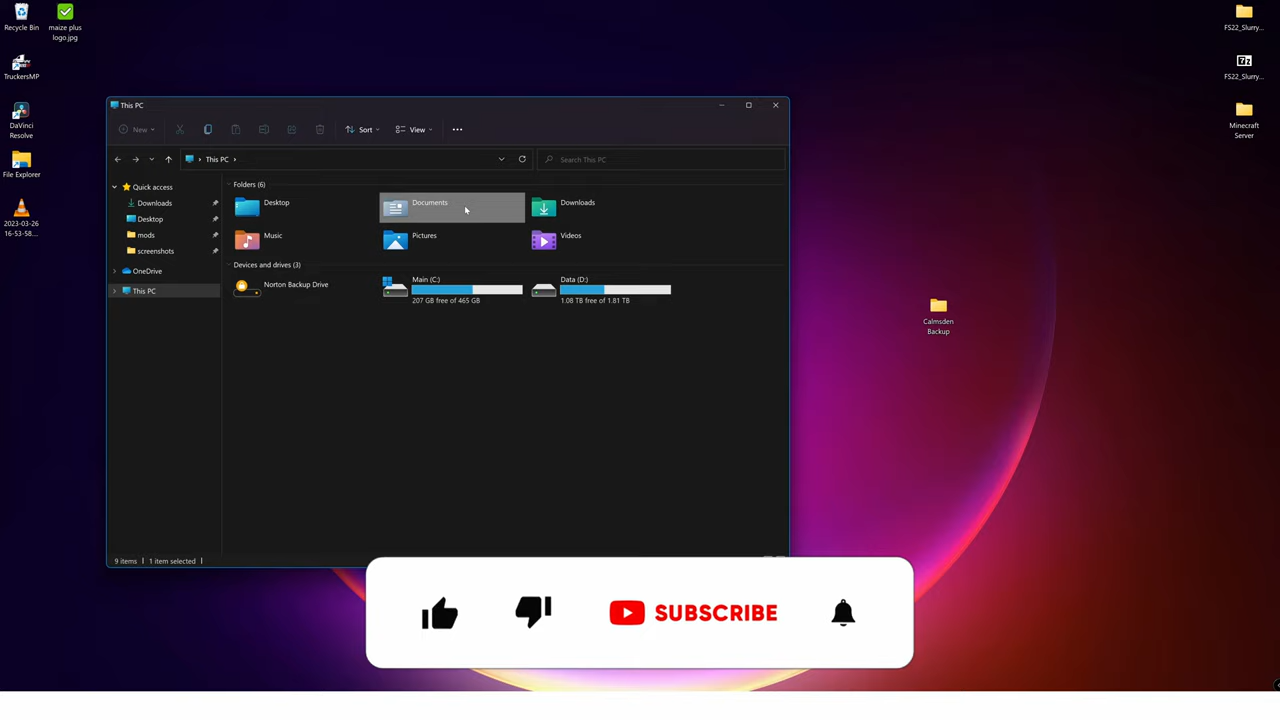 Recycle Bin
maize plus
logo.jpg
TruckersMP
DaVinci
Resolve
File Explorer
2023-03-26
16-53-58....
FS22_Slurry...
FS22_Slurry...
Minecraft
Server
Calmsden
Backup
This PC
New
Sort
View
This PC
Search This PC
Quick access
Downloads
Desktop
mods
screenshots
OneDrive
This PC
Folders (6)
Desktop
Documents
Downloads
Music
Pictures
Videos
Devices and drives (3)
Norton Backup Drive
Main (C:)
207 GB free of 465 GB
Data (D:)
1.08 TB free of 1.81 TB
9 items
1 item selected
SUBSCRIBE